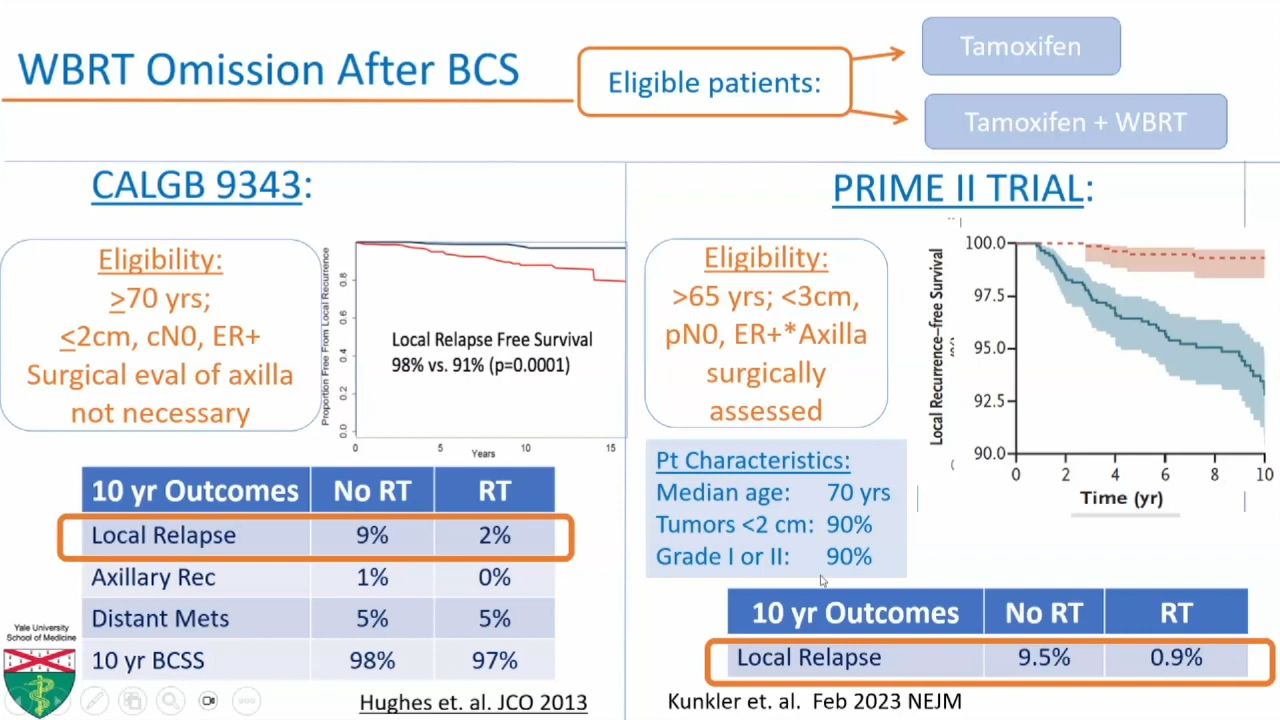 WBRT Omission After BCS
Eligible patients:
Tamoxifen
Tamoxifen + WBRT
CALGB 9343:
Eligibility:
≥70 yrs;
≤2cm, cN0, ER+
Surgical eval of axilla
not necessary
Proportion Free From Local Recurrence
0.8
0.6
0.4
0.2
0.0
Local Relapse Free Survival
98% vs. 91% (p=0.0001)
0 5 10 15
Years
10 yr Outcomes No RT RT
Local Relapse 9% 2%
Axillary Rec 1% 0%
Distant Mets 5% 5%
10 yr BCSS 98% 97%
Hughes et. al. JCO 2013
Yale University
School of Medicine
PRIME II TRIAL:
Eligibility:
>65 yrs; <3cm,
pN0, ER+*Axilla
surgically
assessed
Local Recurrence–free Survival
100.0
97.5
95.0
92.5
90.0
0 2 4 6 8 10
Time (yr)
Pt Characteristics:
Median age: 70 yrs
Tumors <2 cm: 90%
Grade I or II: 90%
10 yr Outcomes No RT RT
Local Relapse 9.5% 0.9%
Kunkler et. al. Feb 2023 NEJM